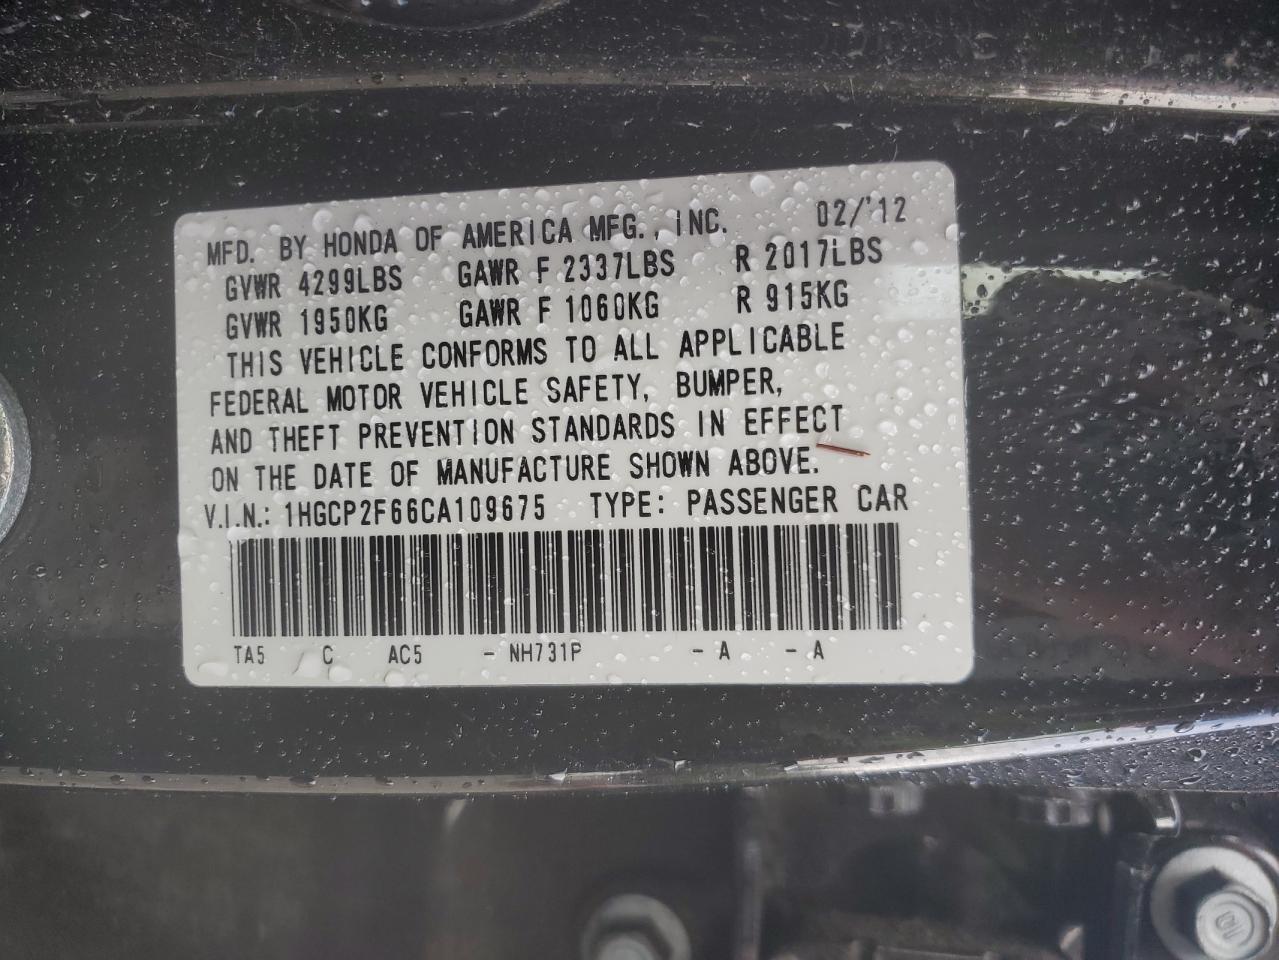 MFD. BY HONDA OF AMERICA MFG., INC. 02/'12
GVWR 4299LBS GAWR F 2337LBS R 2017LBS
GVWR 1950KG GAWR F 1060KG R 915KG
THIS VEHICLE CONFORMS TO ALL APPLICABLE
FEDERAL MOTOR VEHICLE SAFETY, BUMPER,
AND THEFT PREVENTION STANDARDS IN EFFECT
ON THE DATE OF MANUFACTURE SHOWN ABOVE.
V.I.N.: 1HGCP2F66CA109675 TYPE: PASSENGER CAR
TA5 C AC5 - NH731P - A - A